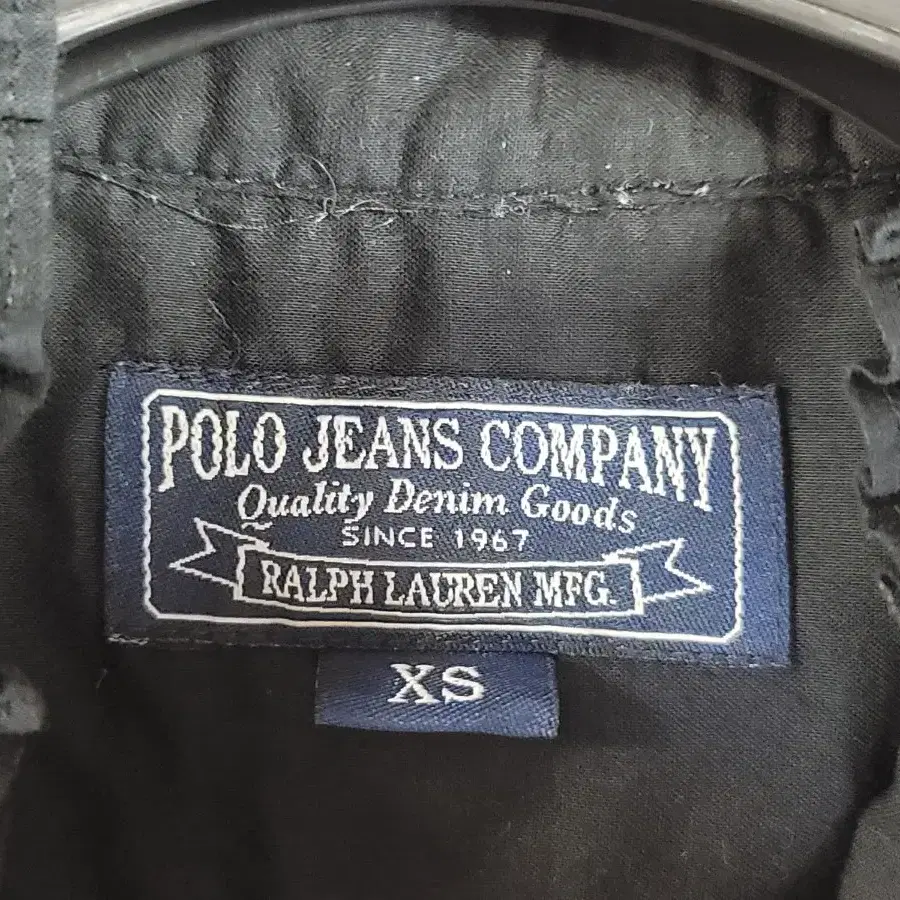 POLO JEANS COMPANY
Quality Denim Goods
SINCE 1967
RALPH LAUREN MFG.
XS